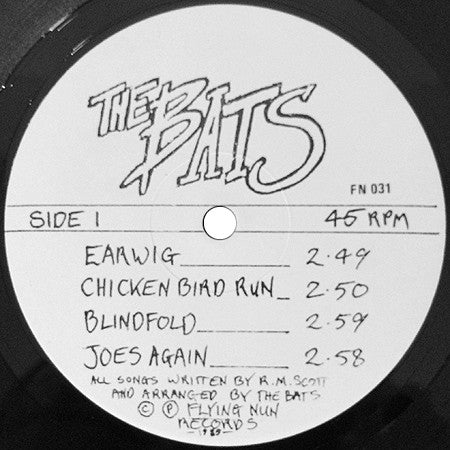 THE BATS
FN 031
SIDE 1 45 RPM
EARWIG 2.49
CHICKEN BIRD RUN 2.50
BLINDFOLD 2.59
JOES AGAIN 2.58
ALL SONGS WRITTEN BY R.M. SCOTT
AND ARRANGED BY THE BATS
© ℗ FLYING NUN
RECORDS